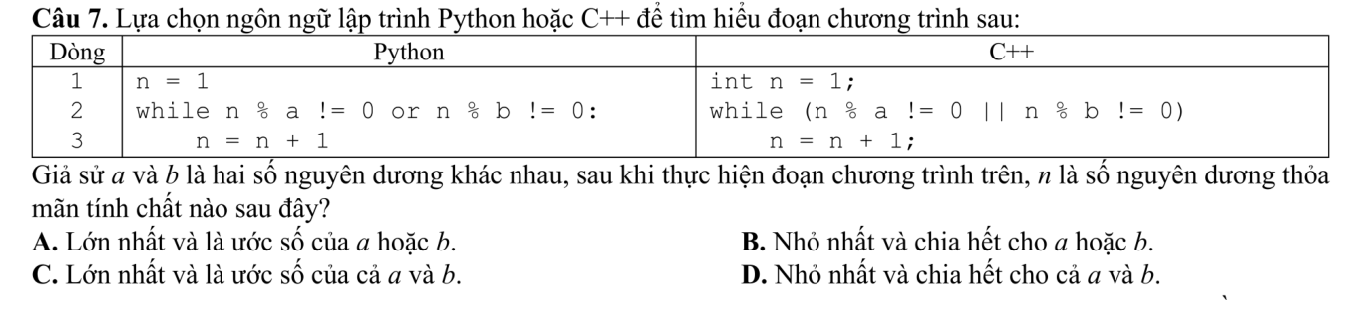 Câu 7. Lựa chọn ngôn ngữ lập trình Python hoặc C++ để tìm hiểu đoạn chương trình sau:
Dòng Python C++
1 n = 1 int n = 1;
2 while n % a != 0 or n % b != 0: while (n % a != 0 || n % b != 0)
3 n = n + 1 n = n + 1;
Giả sử a và b là hai số nguyên dương khác nhau, sau khi thực hiện đoạn chương trình trên, n là số nguyên dương thỏa
mãn tính chất nào sau đây?
A. Lớn nhất và là ước số của a hoặc b. B. Nhỏ nhất và chia hết cho a hoặc b.
C. Lớn nhất và là ước số của cả a và b. D. Nhỏ nhất và chia hết cho cả a và b.